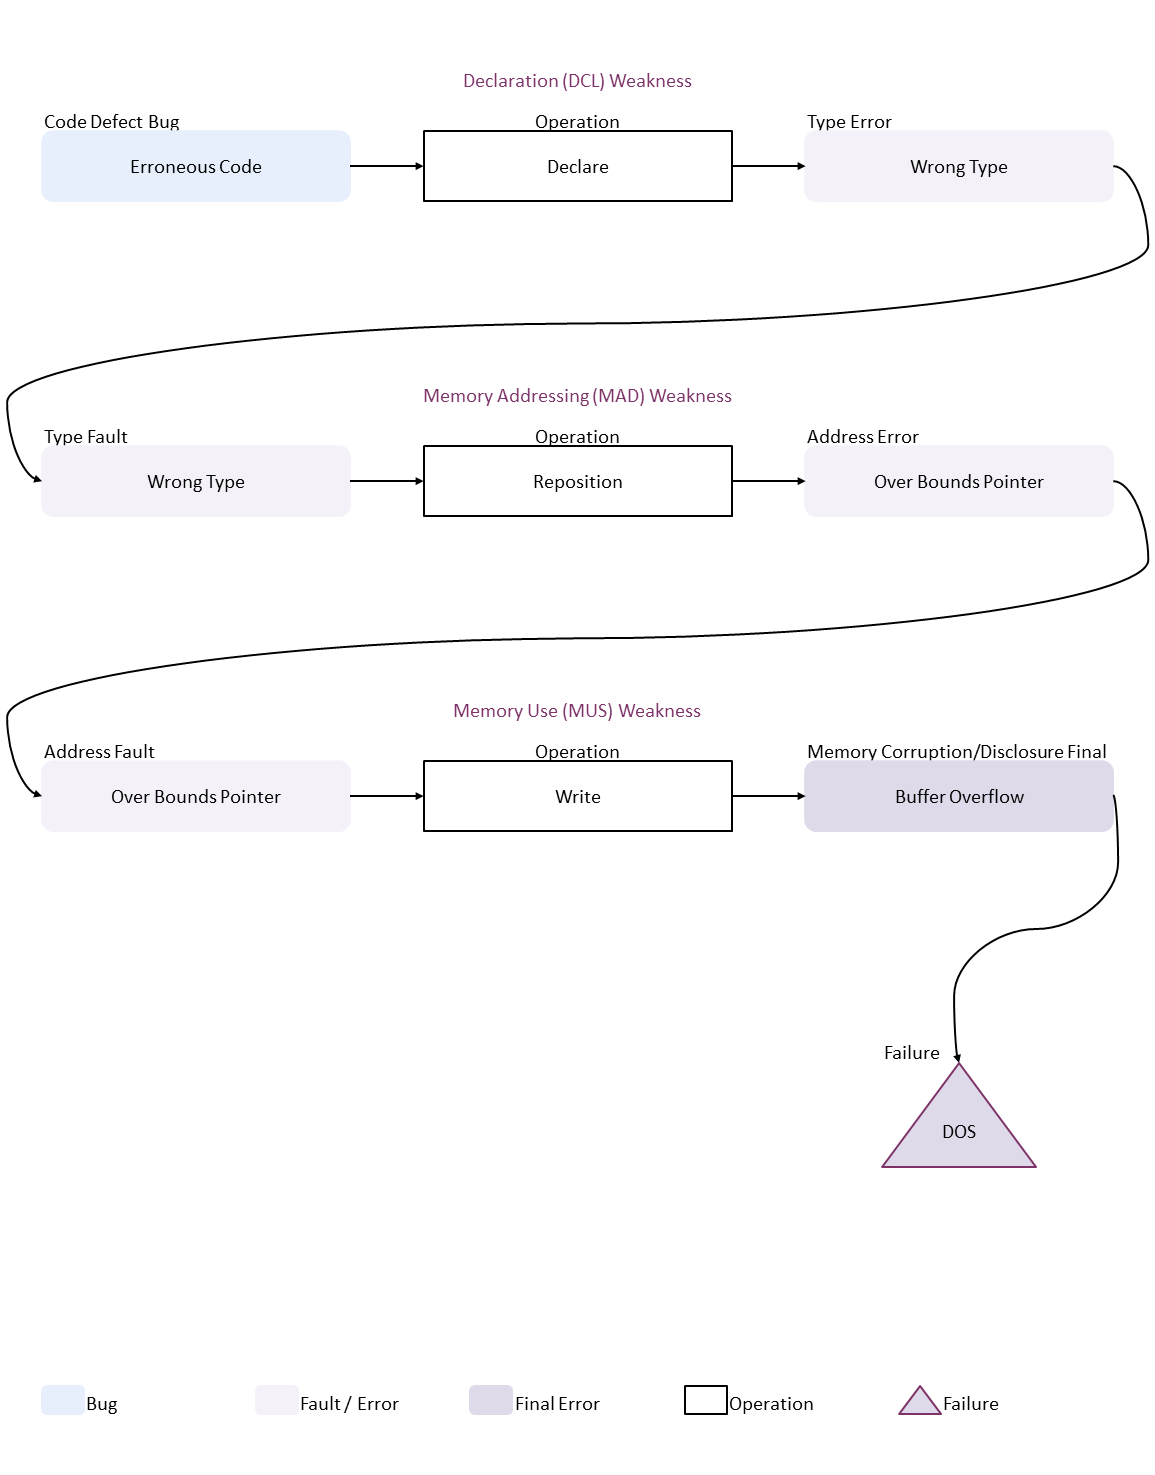 Declaration (DCL) Weakness
Code Defect Bug
Operation
Type Error
Erroneous Code
Declare
Wrong Type
Memory Addressing (MAD) Weakness
Type Fault
Operation
Address Error
Wrong Type
Reposition
Over Bounds Pointer
Memory Use (MUS) Weakness
Address Fault
Operation
Memory Corruption/Disclosure Final
Over Bounds Pointer
Write
Buffer Overflow
Failure
DOS
Bug
Fault / Error
Final Error
Operation
Failure